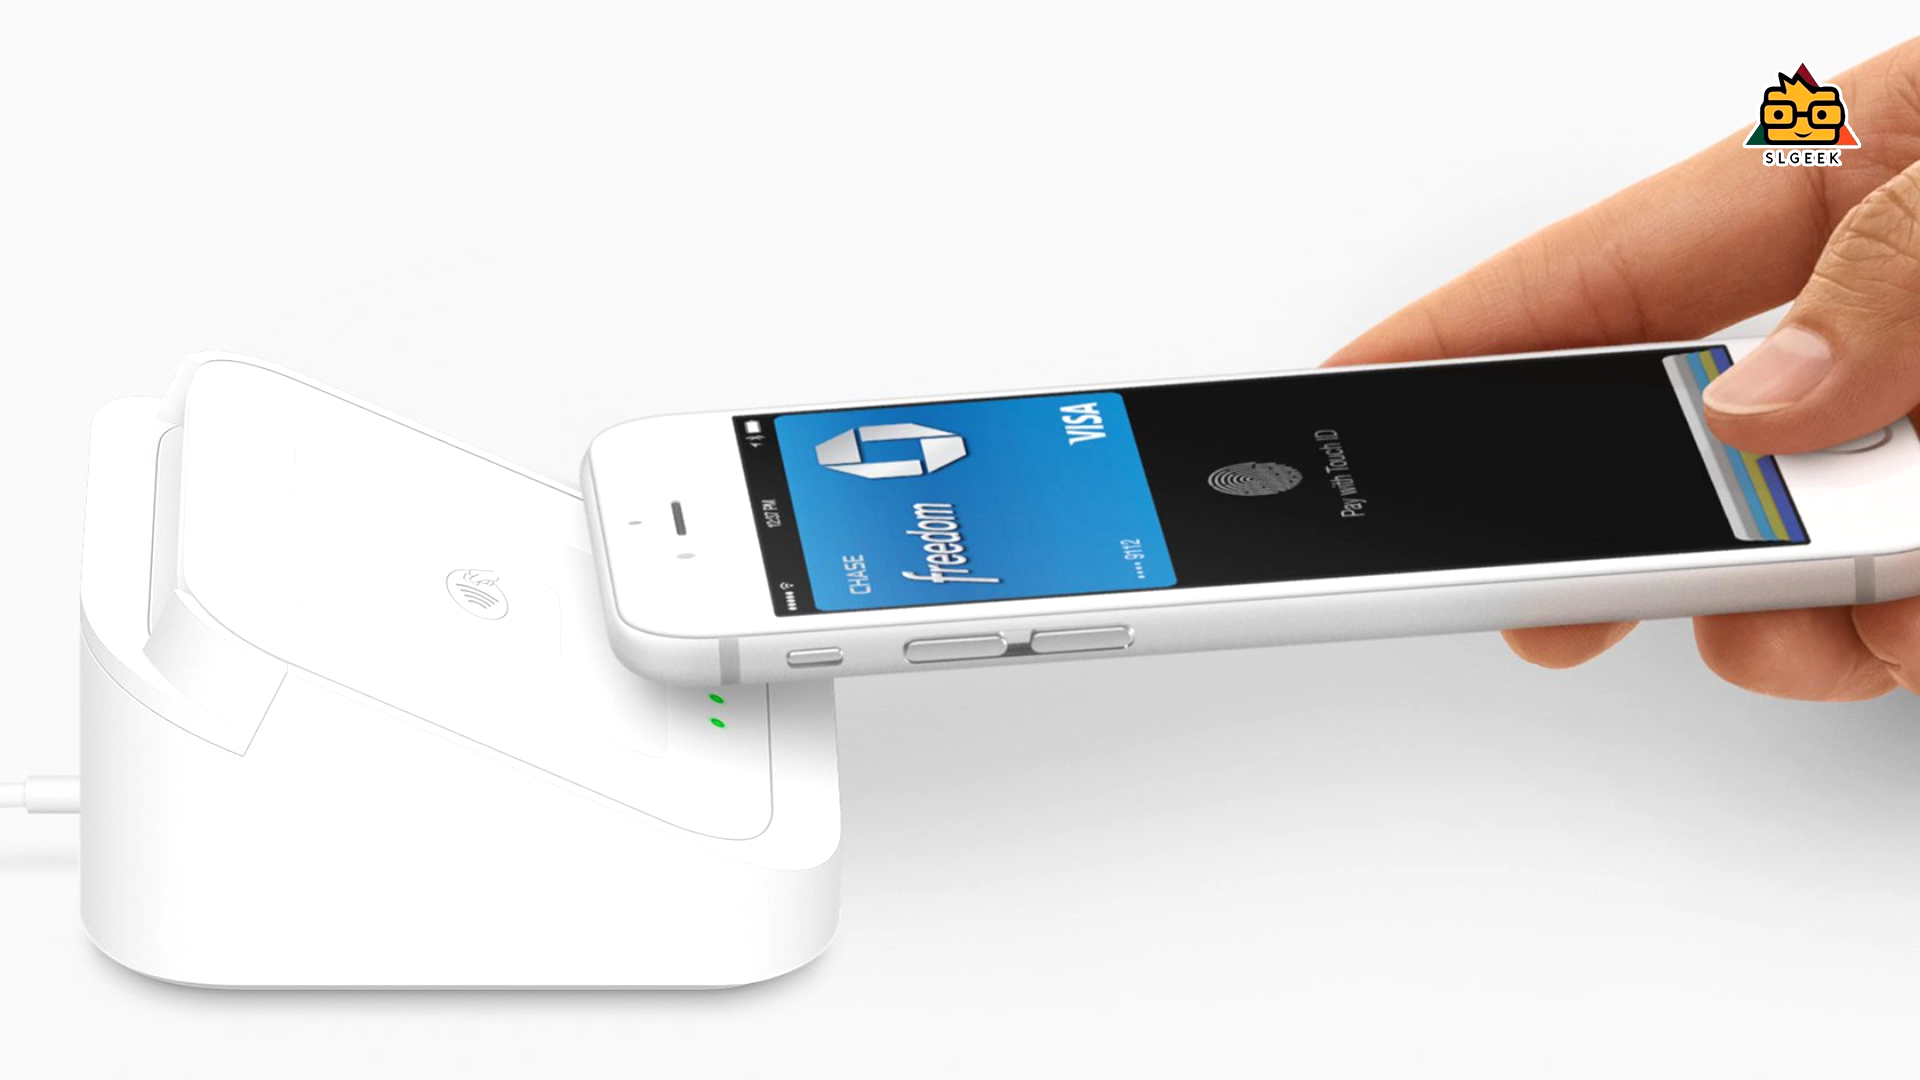 SLGEEK
12:37 PM
CHASE
freedom
VISA
•••• 9112
Pay with Touch ID